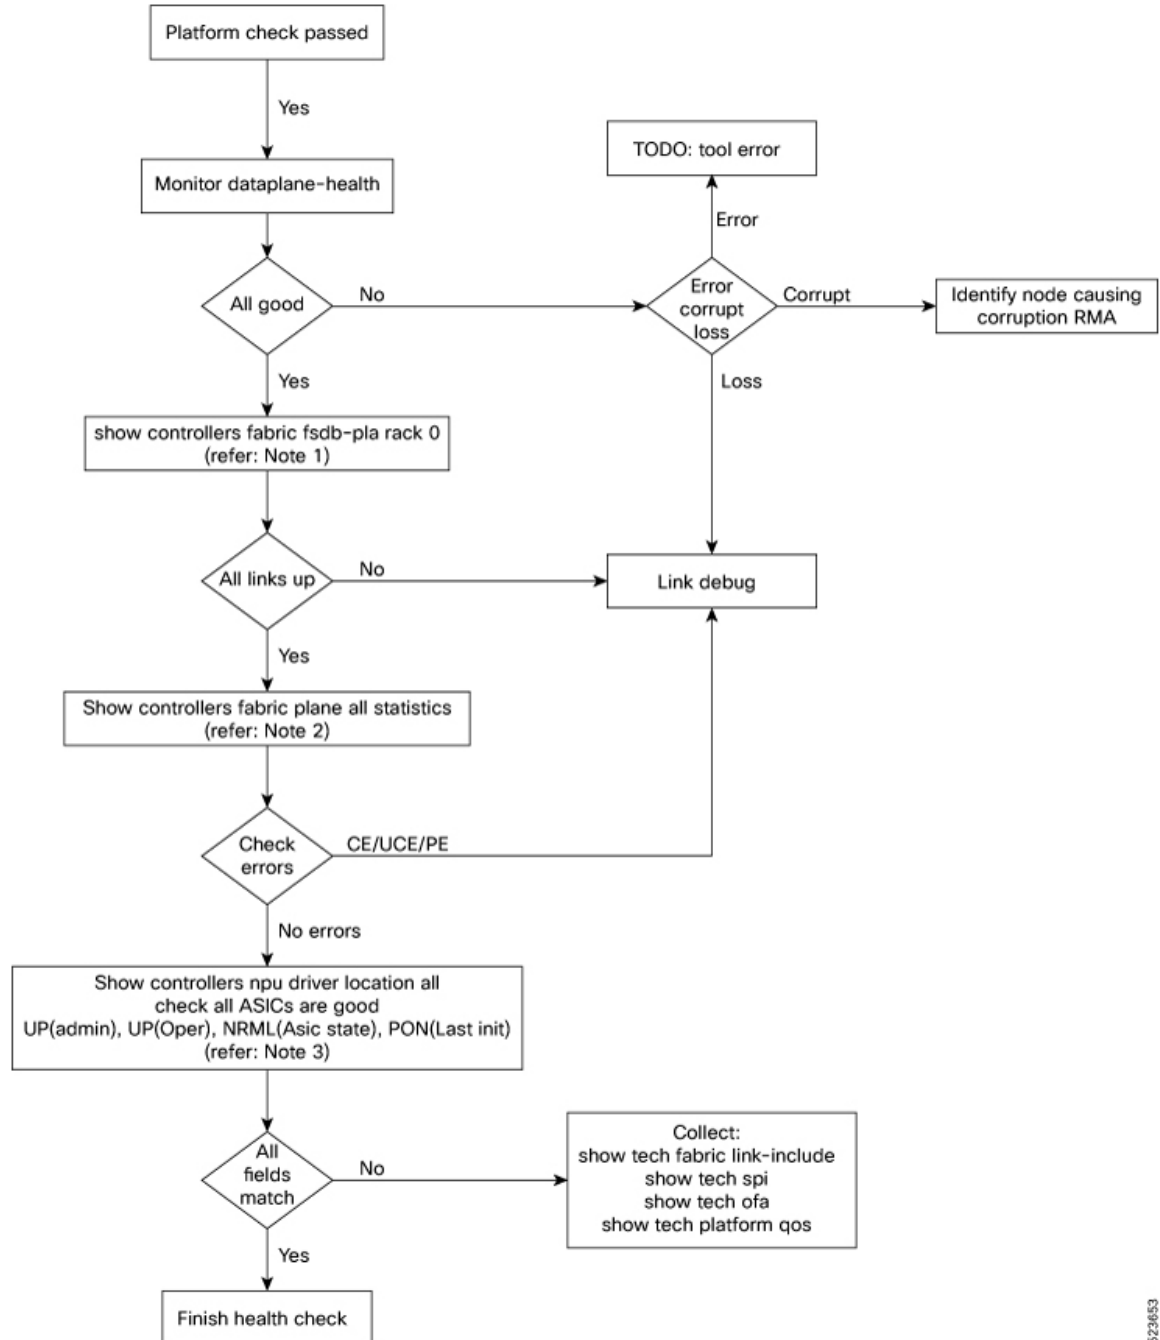 Platform check passed
Yes
Monitor dataplane-health
TODO: tool error
Error
All good
No
Error
corrupt
loss
Corrupt
Identify node causing
corruption RMA
Yes
Loss
show controllers fabric fsdb-pla rack 0
(refer: Note 1)
All links up
No
Link debug
Yes
Show controllers fabric plane all statistics
(refer: Note 2)
Check
errors
CE/UCE/PE
No errors
Show controllers npu driver location all
check all ASICs are good
UP(admin), UP(Oper), NRML(Asic state), PON(Last init)
(refer: Note 3)
All
fields
match
No
Collect:
show tech fabric link-include
show tech spi
show tech ofa
show tech platform qos
Yes
Finish health check